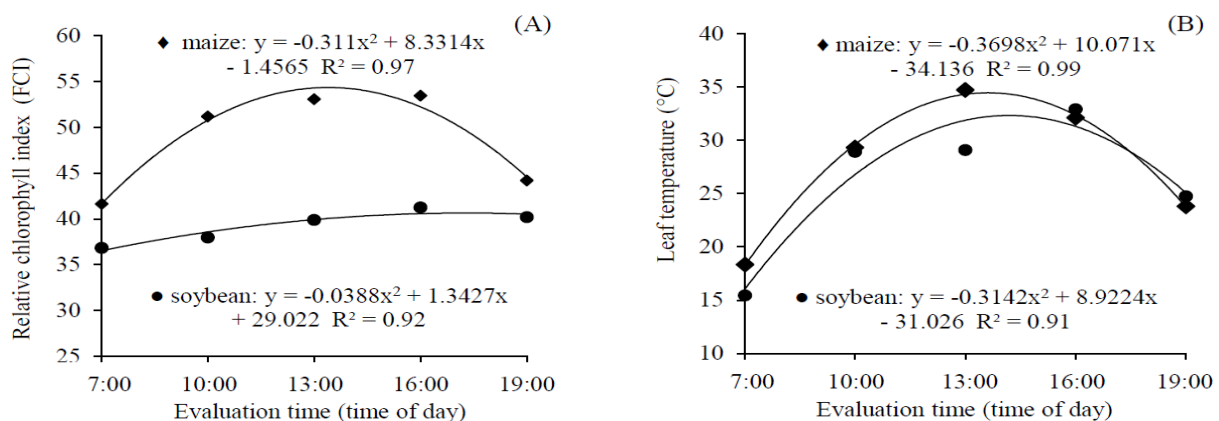 (A)
60
55
50
45
40
35
30
25
Relative chlorophyll index (FCI)
maize: y = -0.311x² + 8.3314x
- 1.4565 R² = 0.97
soybean: y = -0.0388x² + 1.3427x
+ 29.022 R² = 0.92
7:00 10:00 13:00 16:00 19:00
Evaluation time (time of day)
(B)
40
35
30
25
20
15
10
Leaf temperature (°C)
maize: y = -0.3698x² + 10.071x
- 34.136 R² = 0.99
soybean: y = -0.3142x² + 8.9224x
- 31.026 R² = 0.91
7:00 10:00 13:00 16:00 19:00
Evaluation time (time of day)